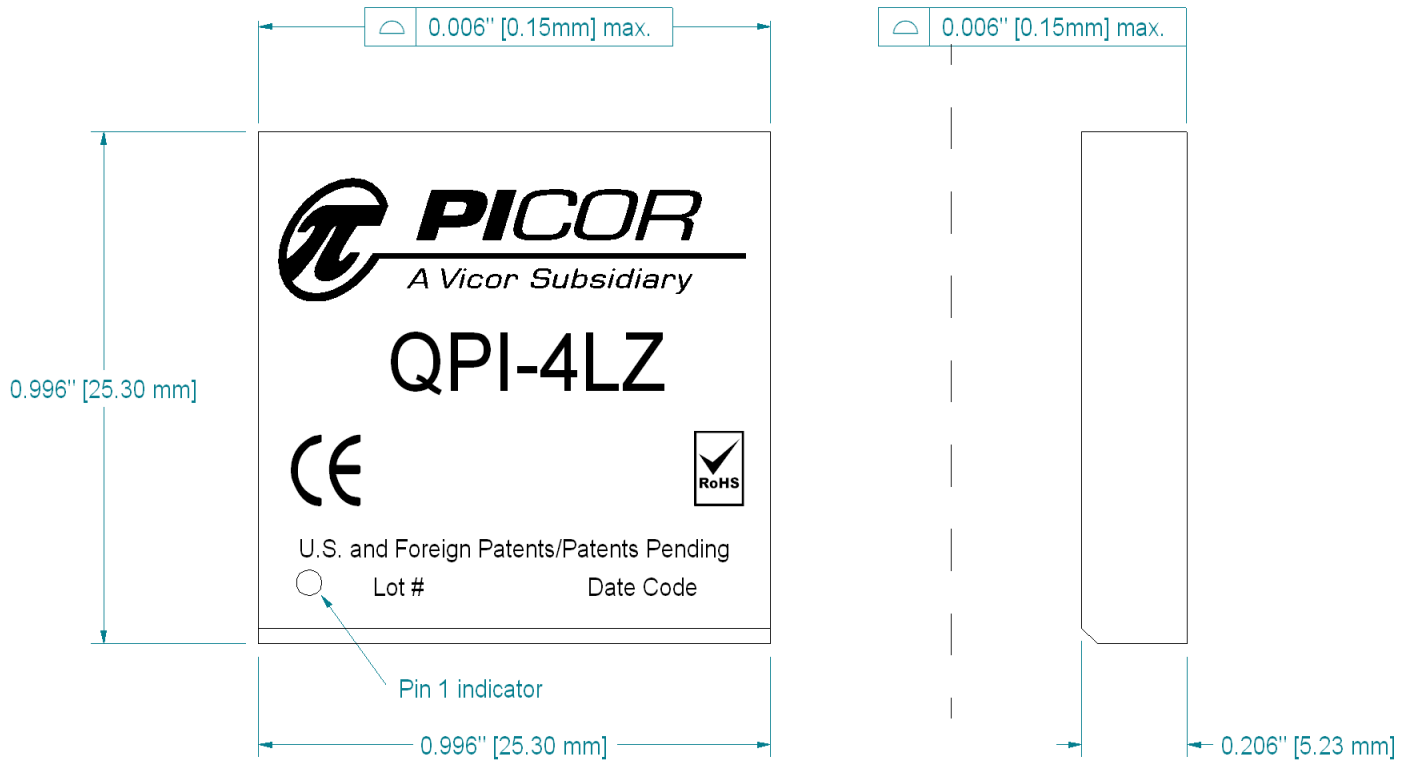 0.006" [0.15mm] max.
0.006" [0.15mm] max.
π PICOR
A Vicor Subsidiary
QPI-4LZ
0.996" [25.30 mm]
CE
RoHS
U.S. and Foreign Patents/Patents Pending
Lot #
Date Code
Pin 1 indicator
0.996" [25.30 mm]
0.206" [5.23 mm]